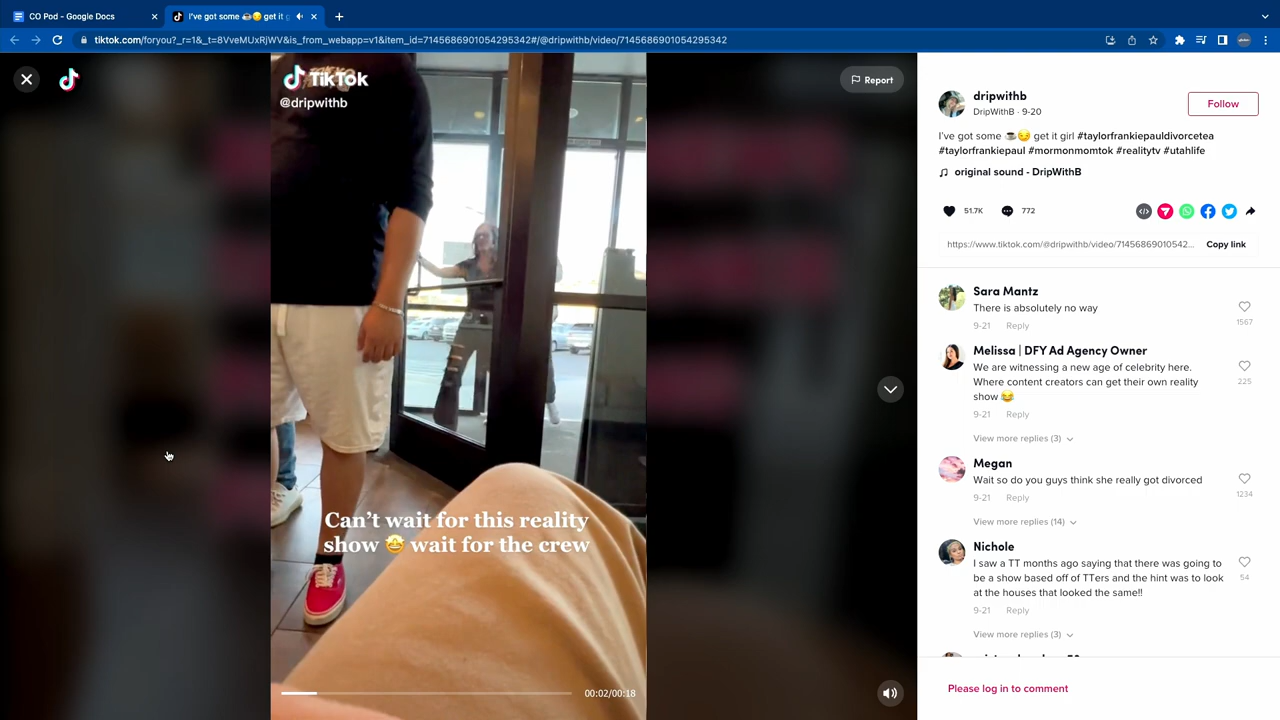 CO Pod - Google Docs
I've got some ☕😏 get it g
tiktok.com/foryou?_r=1&_t=8VveMUxRjWV&is_from_webapp=v1&item_id=7145686901054295342#/@dripwithb/video/7145686901054295342
TikTok
@dripwithb
Report
Can't wait for this reality
show 🤩 wait for the crew
00:02/00:18
dripwithb
DripWithB · 9-20
Follow
I've got some ☕😏 get it girl #taylorfrankiepauldivorcetea
#taylorfrankiepaul #mormonmomtok #realitytv #utahlife
original sound - DripWithB
51.7K
772
https://www.tiktok.com/@dripwithb/video/71456869010542...
Copy link
Sara Mantz
There is absolutely no way
9-21 Reply
1567
Melissa | DFY Ad Agency Owner
We are witnessing a new age of celebrity here.
Where content creators can get their own reality
show 😂
225
9-21 Reply
View more replies (3)
Megan
Wait so do you guys think she really got divorced
9-21 Reply
1234
View more replies (14)
Nichole
I saw a TT months ago saying that there was going to
be a show based off of TTers and the hint was to look
at the houses that looked the same!!
54
9-21 Reply
View more replies (3)
Please log in to comment